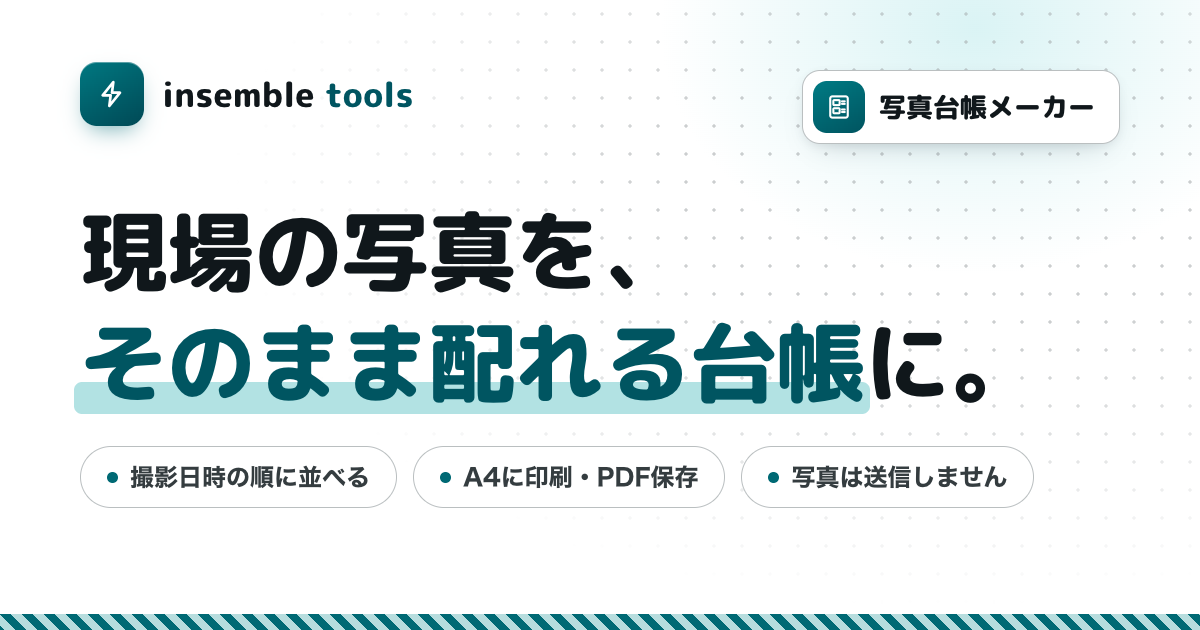 insemble tools
写真台帳メーカー
現場の写真を、
そのまま配れる台帳に。
撮影日時の順に並べる
A4に印刷・PDF保存
写真は送信しません